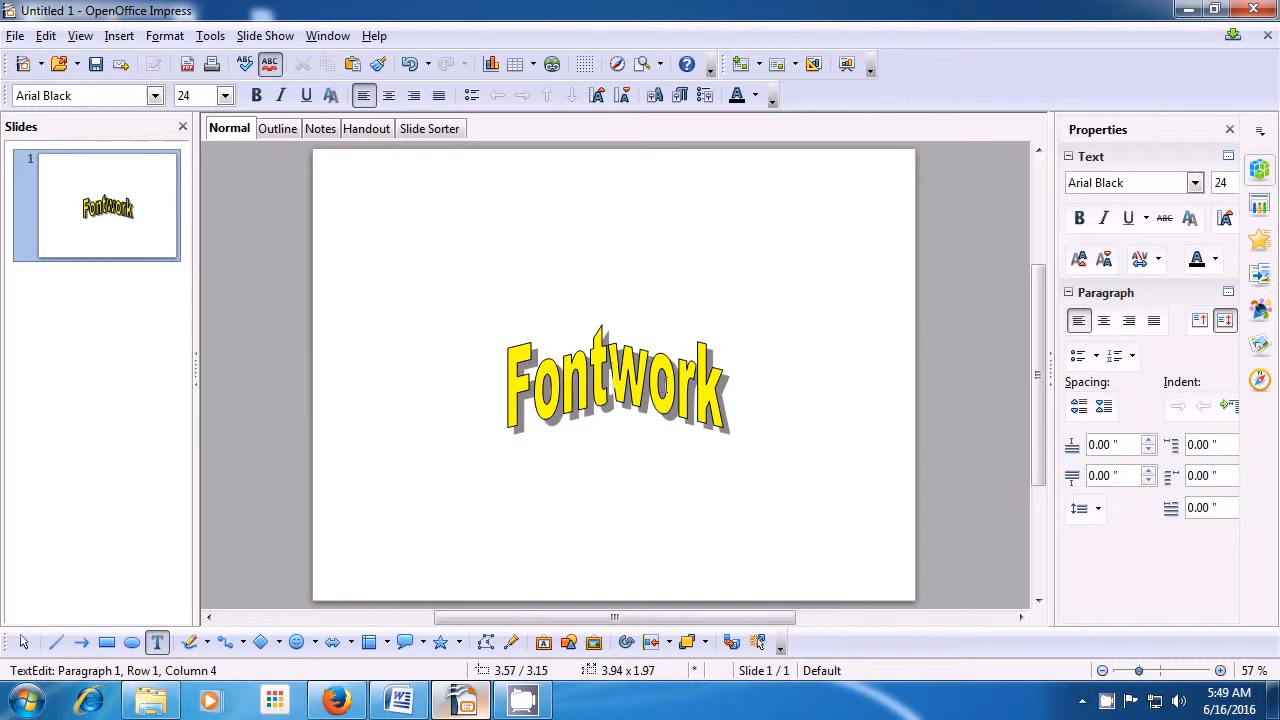 Untitled 1 - OpenOffice Impress
File Edit View Insert Format Tools Slide Show Window Help
Arial Black 24
Slides
Normal Outline Notes Handout Slide Sorter
Properties
1
Fontwork
Fontwork
Text
Arial Black 24
Paragraph
Spacing: Indent:
0.00 " 0.00 "
0.00 " 0.00 "
0.00 "
TextEdit: Paragraph 1, Row 1, Column 4 3.57 / 3.15 3.94 x 1.97 * Slide 1 / 1 Default 57 %
5:49 AM
6/16/2016